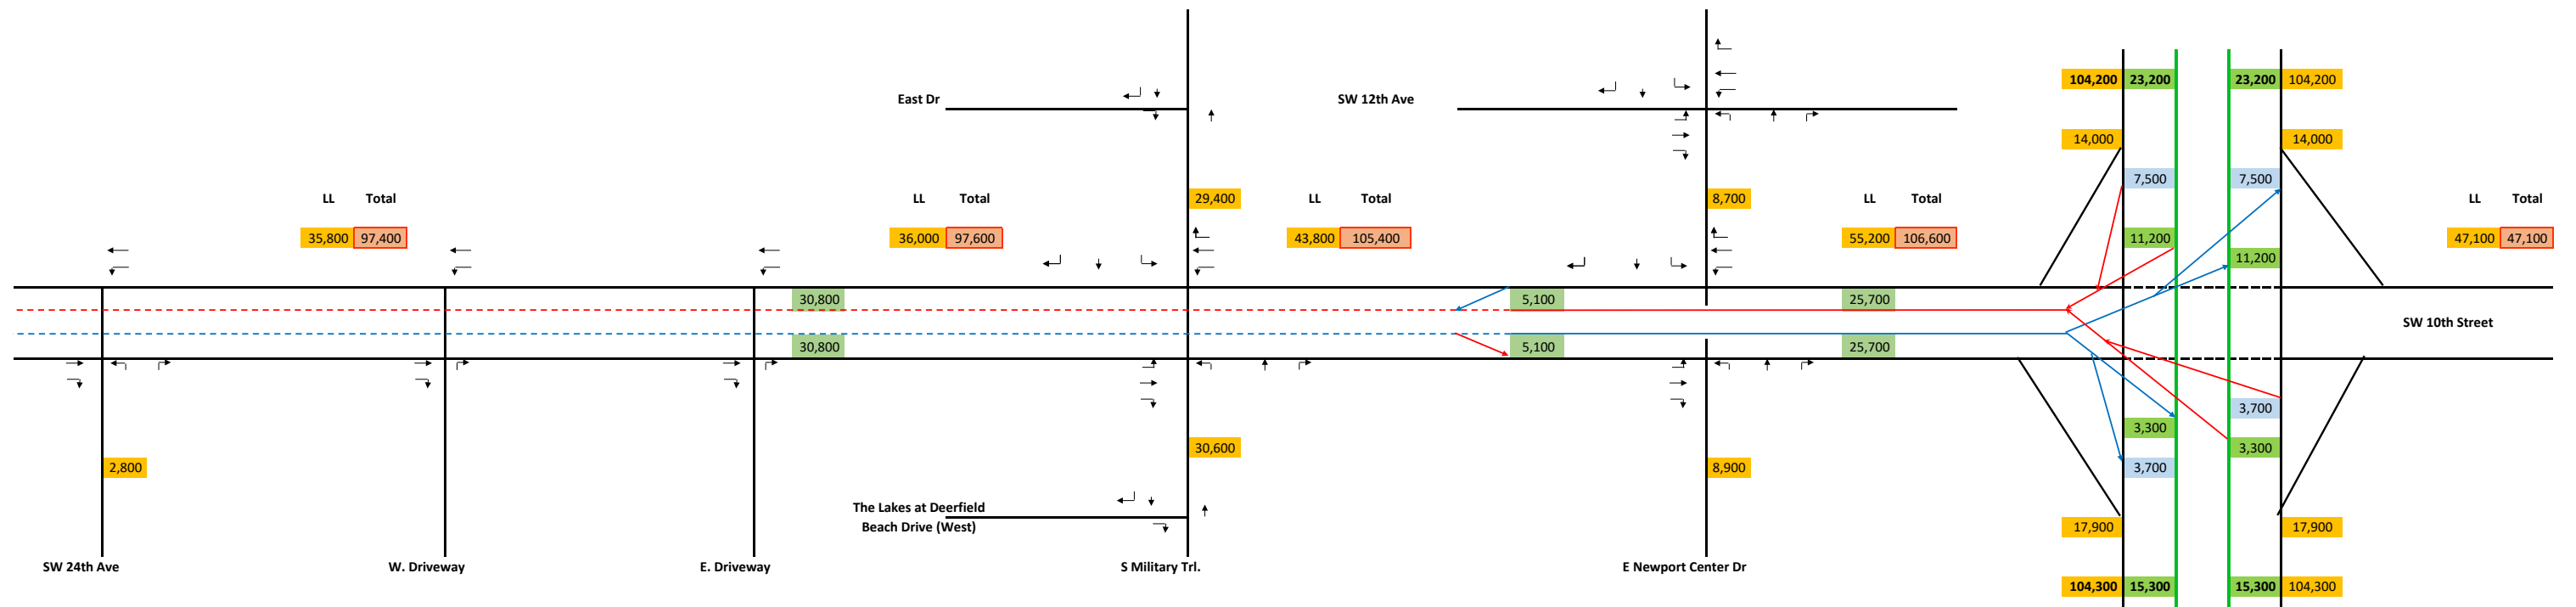 104,200 23,200 23,200 104,200
East Dr
SW 12th Ave
14,000 14,000
7,500 7,500
LL Total
29,400
LL Total
8,700
LL Total
LL Total
35,800 97,400
36,000 97,600
43,800 105,400
55,200 106,600
11,200
47,100 47,100
11,200
30,800
5,100
25,700
SW 10th Street
30,800
5,100
25,700
3,700
3,300
30,600
3,300
2,800
8,900
3,700
The Lakes at Deerfield
Beach Drive (West)
17,900 17,900
SW 24th Ave
W. Driveway
E. Driveway
S Military Trl.
E Newport Center Dr
104,300 15,300 15,300 104,300